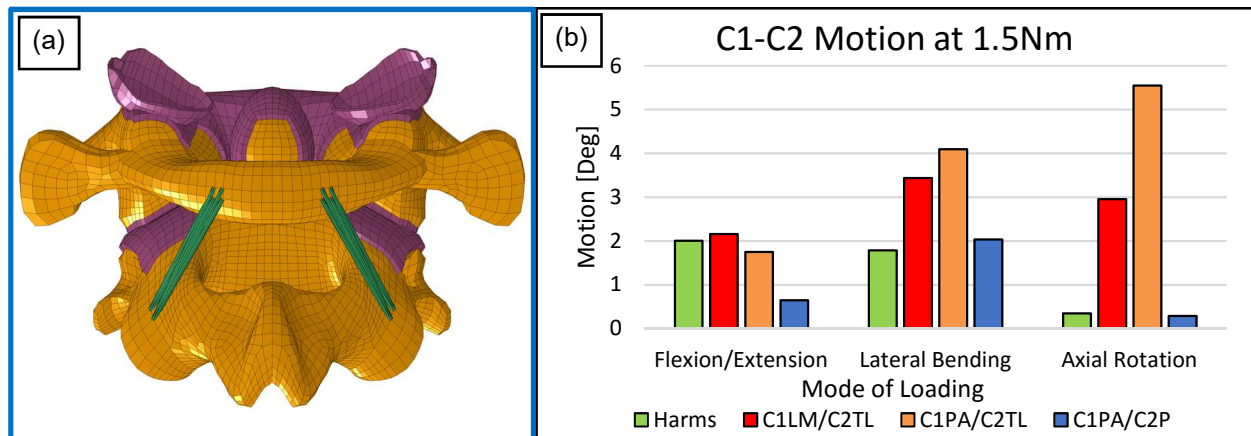 (a)
(b)
C1-C2 Motion at 1.5Nm
Motion [Deg]
6
5
4
3
2
1
0
Flexion/Extension Lateral Bending Axial Rotation
Mode of Loading
Harms C1LM/C2TL C1PA/C2TL C1PA/C2P